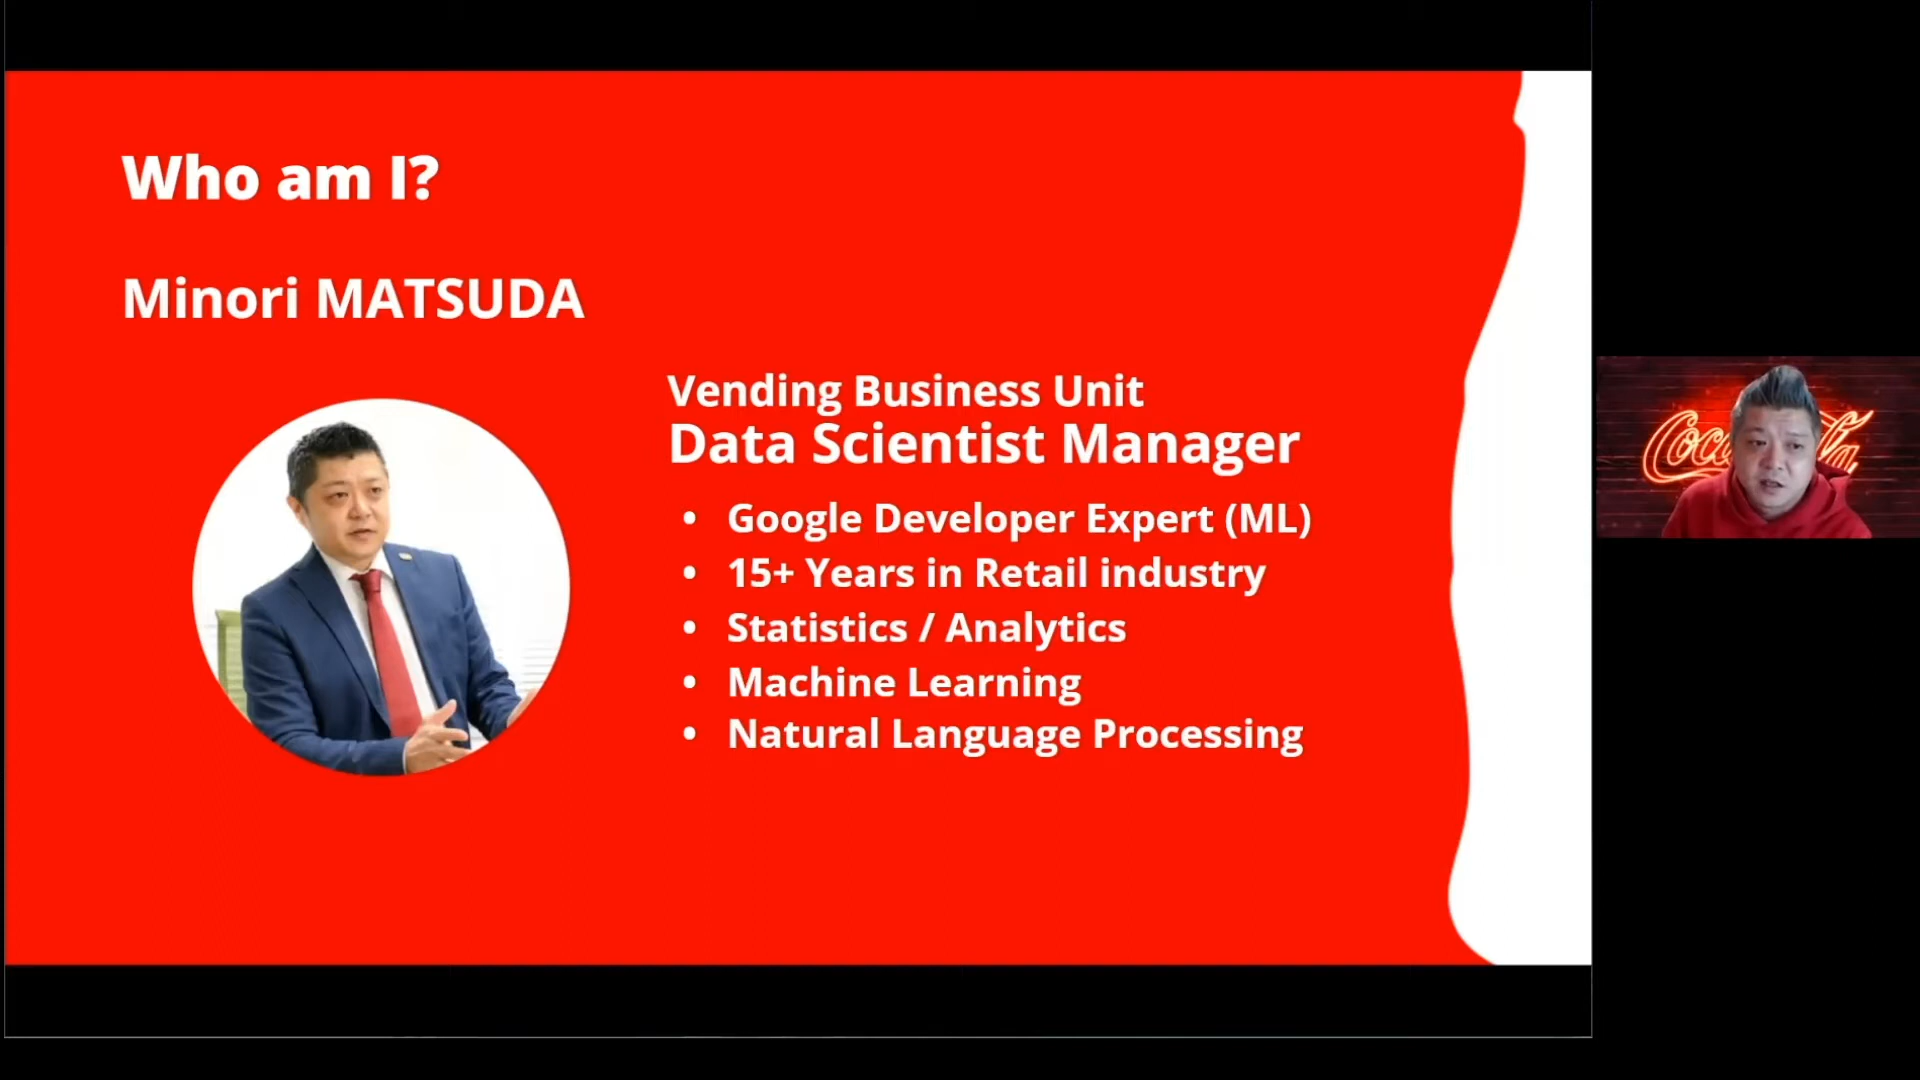 Who am I?
Minori MATSUDA
Vending Business Unit
Data Scientist Manager
• Google Developer Expert (ML)
• 15+ Years in Retail industry
• Statistics / Analytics
• Machine Learning
• Natural Language Processing